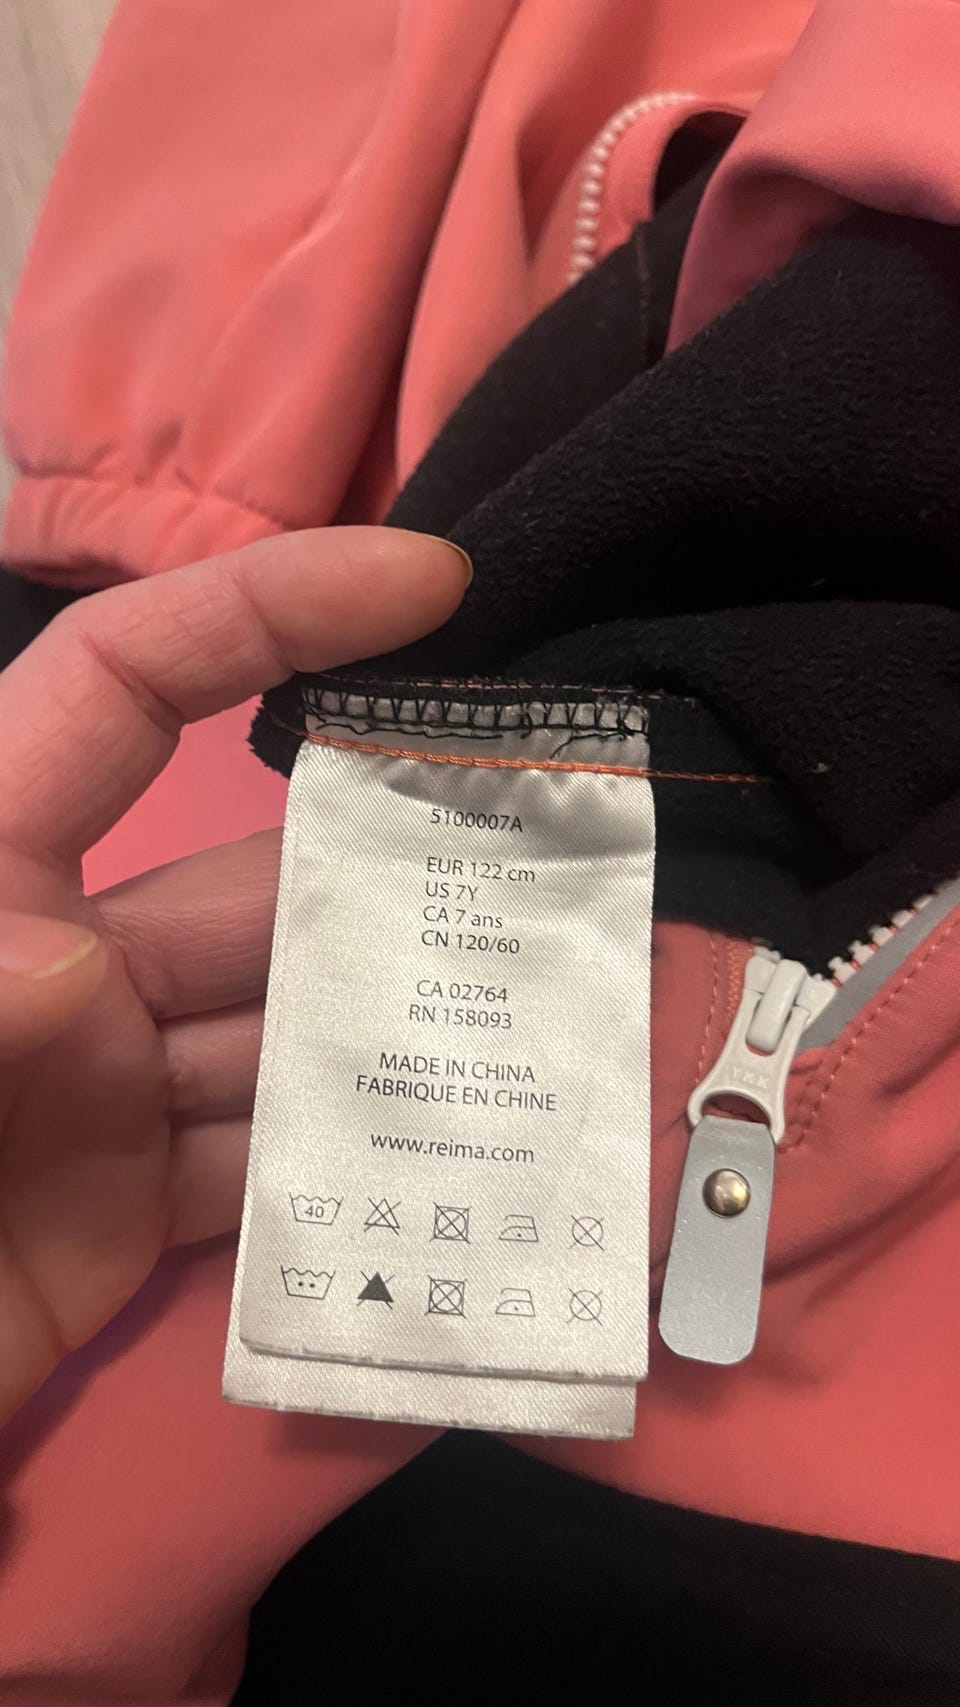 5100007A
EUR 122 cm
US 7Y
CA 7 ans
CN 120/60
CA 02764
RN 158093
MADE IN CHINA
FABRIQUE EN CHINE
www.reima.com
YKK
40